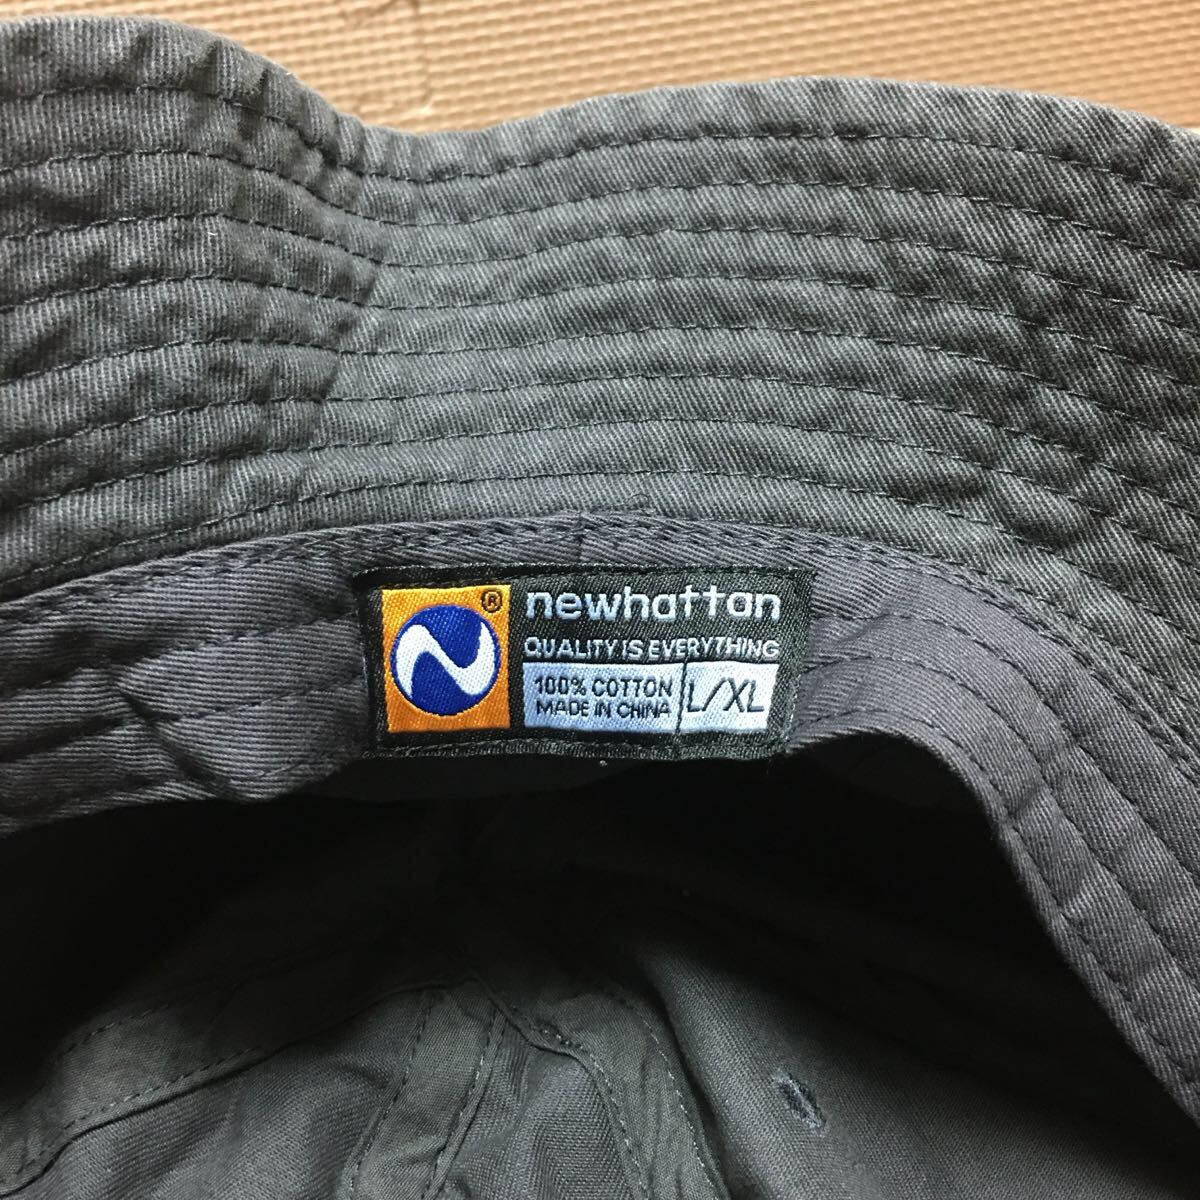 ® newhattan
QUALITY IS EVERYTHING
100% COTTON
MADE IN CHINA
L/XL